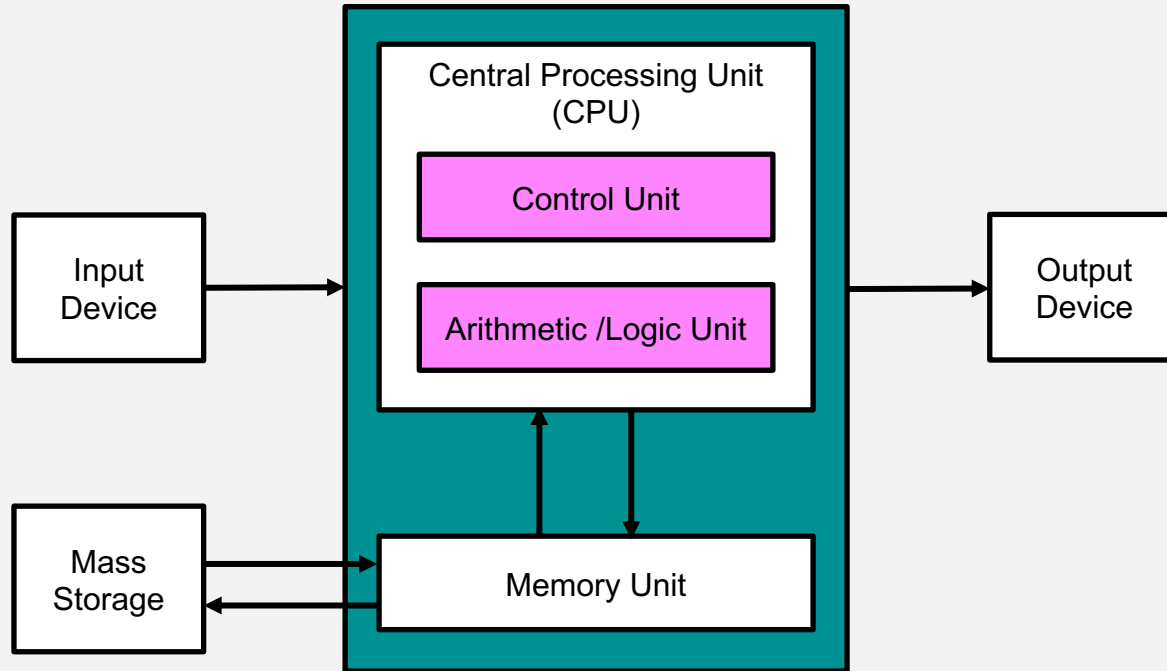 Central Processing Unit
(CPU)
Control Unit
Input
Device
Arithmetic /Logic Unit
Output
Device
Mass
Storage
Memory Unit